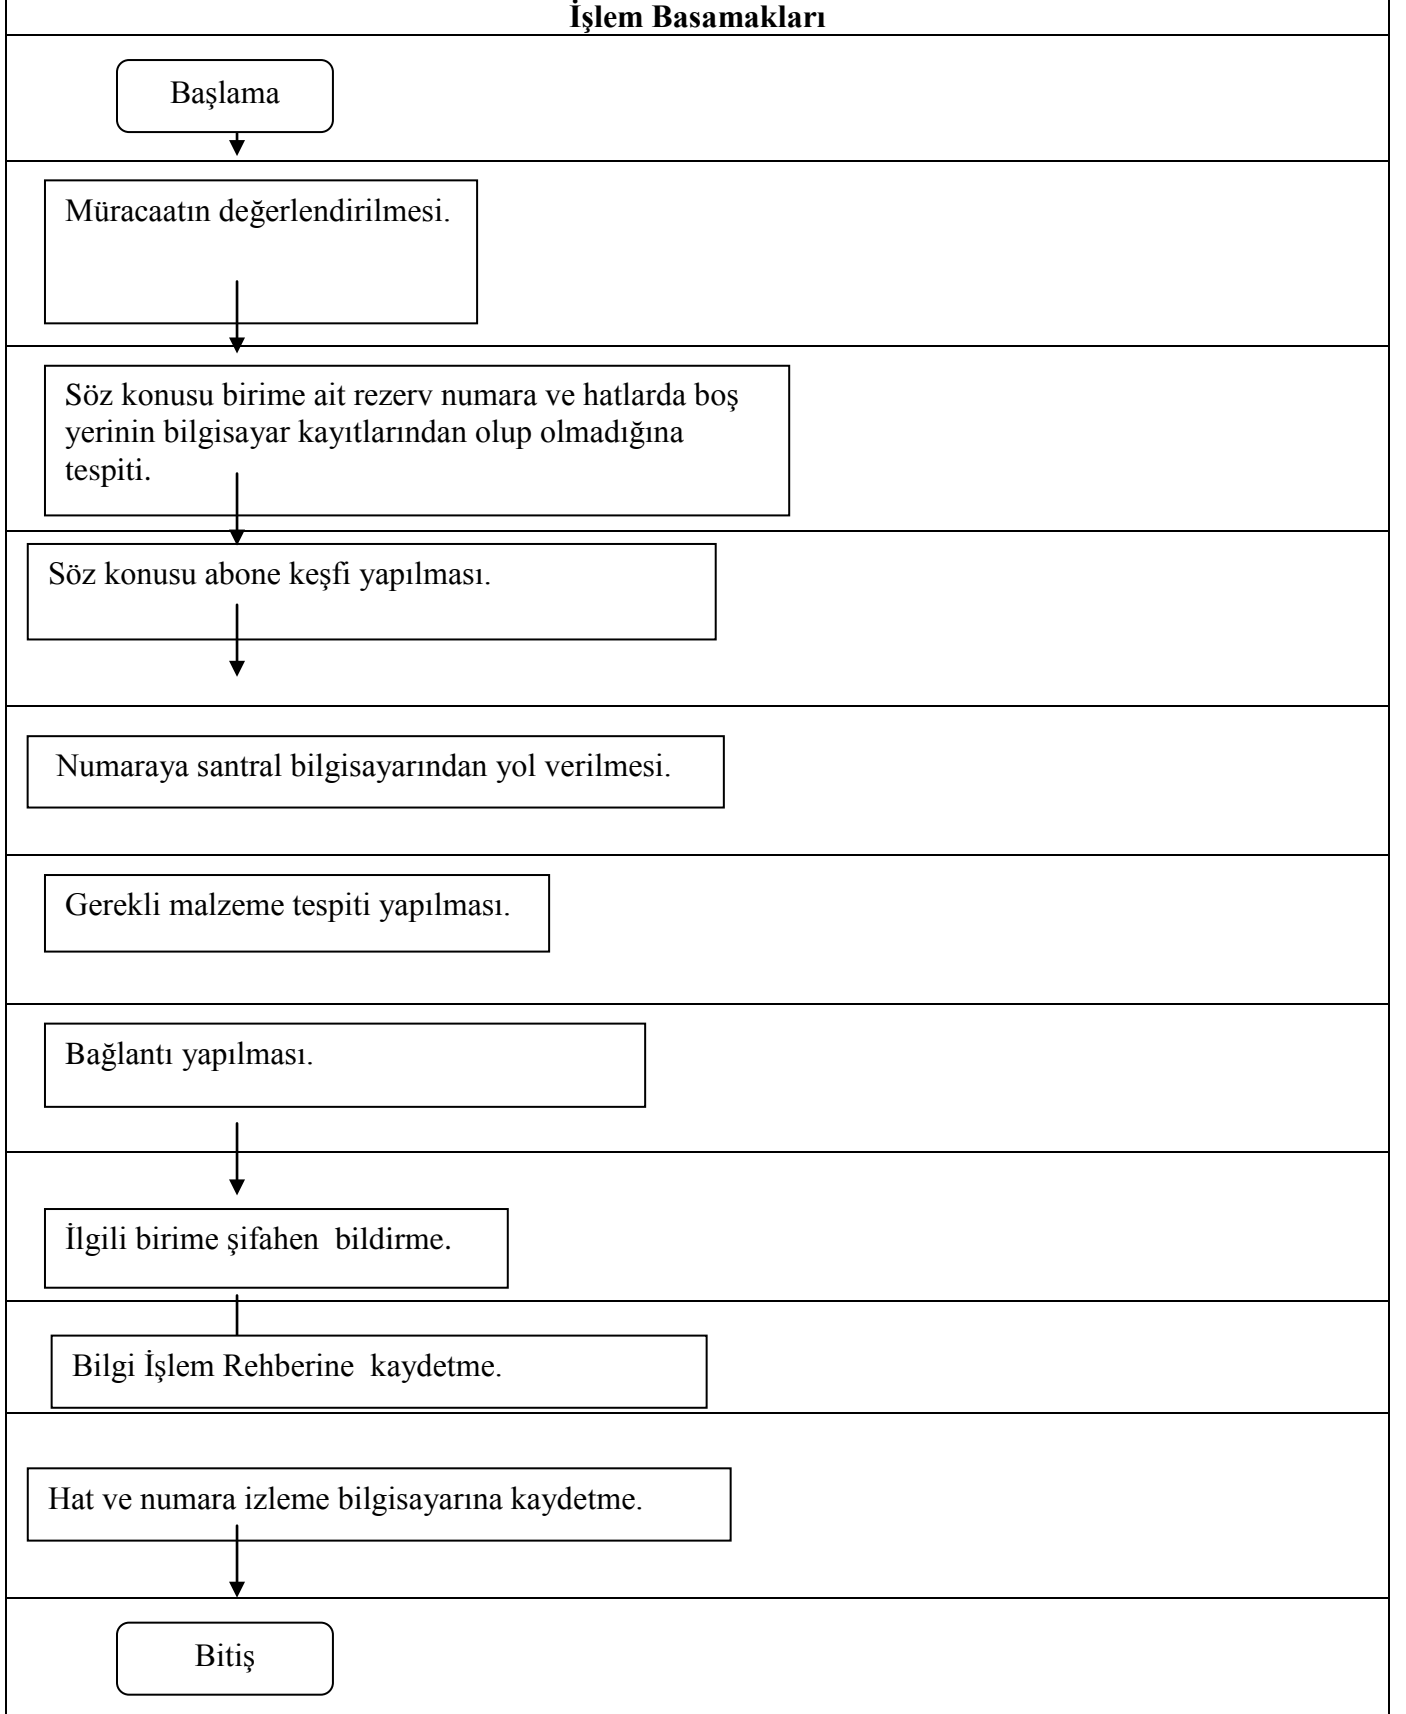 İşlem Basamakları
Başlama
Müracaatın değerlendirilmesi.
Söz konusu birime ait rezerv numara ve hatlarda boş
yerinin bilgisayar kayıtlarından olup olmadığına
tespiti.
Söz konusu abone keşfi yapılması.
Numaraya santral bilgisayarından yol verilmesi.
Gerekli malzeme tespiti yapılması.
Bağlantı yapılması.
İlgili birime şifahen  bildirme.
Bilgi İşlem Rehberine  kaydetme.
Hat ve numara izleme bilgisayarına kaydetme.
Bitiş